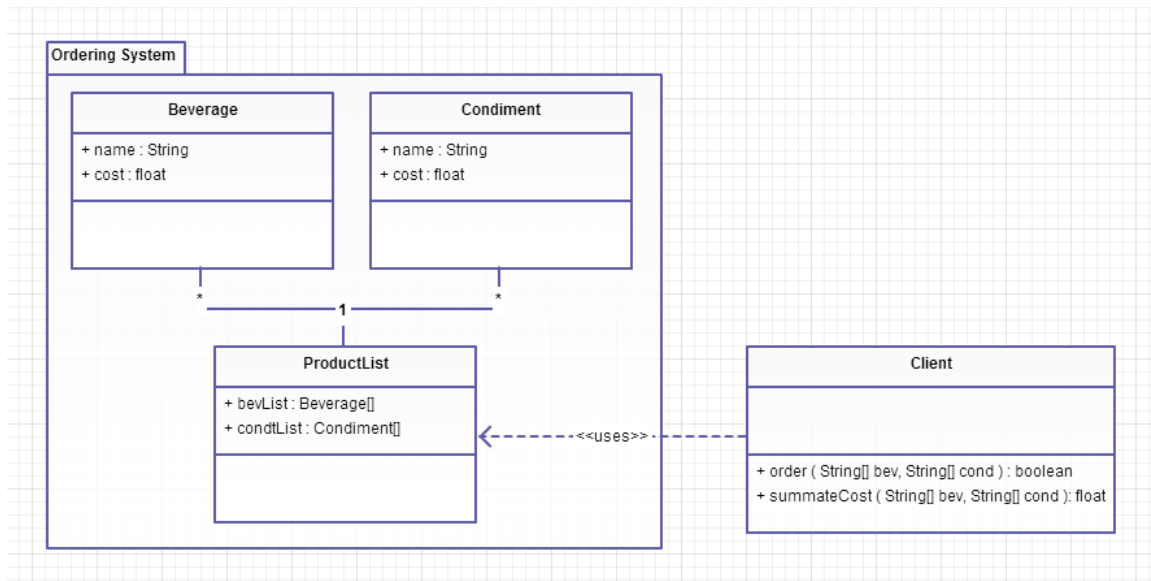 Ordering System
Beverage
+ name : String
+ cost : float
Condiment
+ name : String
+ cost : float
*
1
*
ProductList
+ bevList : Beverage[]
+ condtList : Condiment[]
<<uses>>
Client
+ order ( String[] bev, String[] cond ) : boolean
+ summateCost ( String[] bev, String[] cond ): float